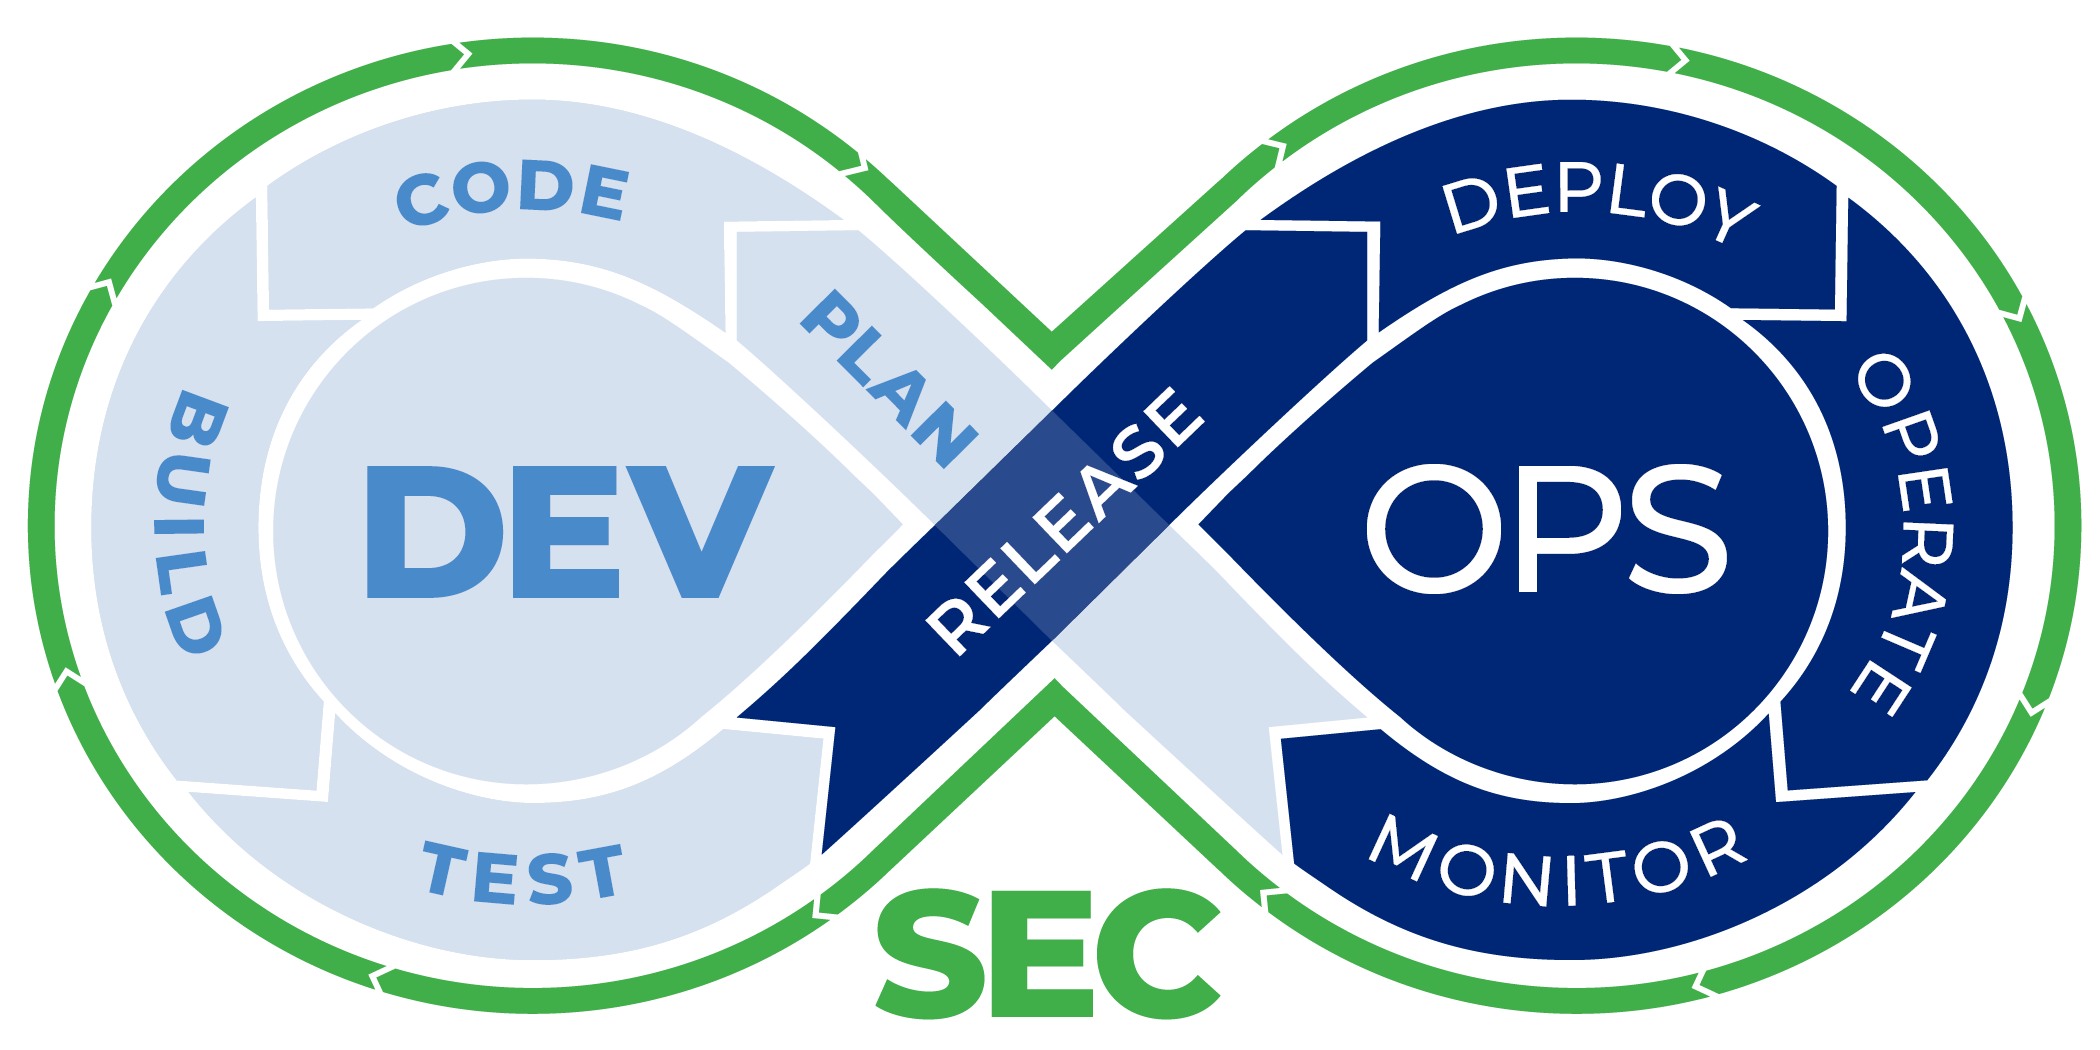 PLAN
CODE
BUILD
TEST
RELEASE
DEPLOY
OPERATE
MONITOR
DEV
OPS
SEC